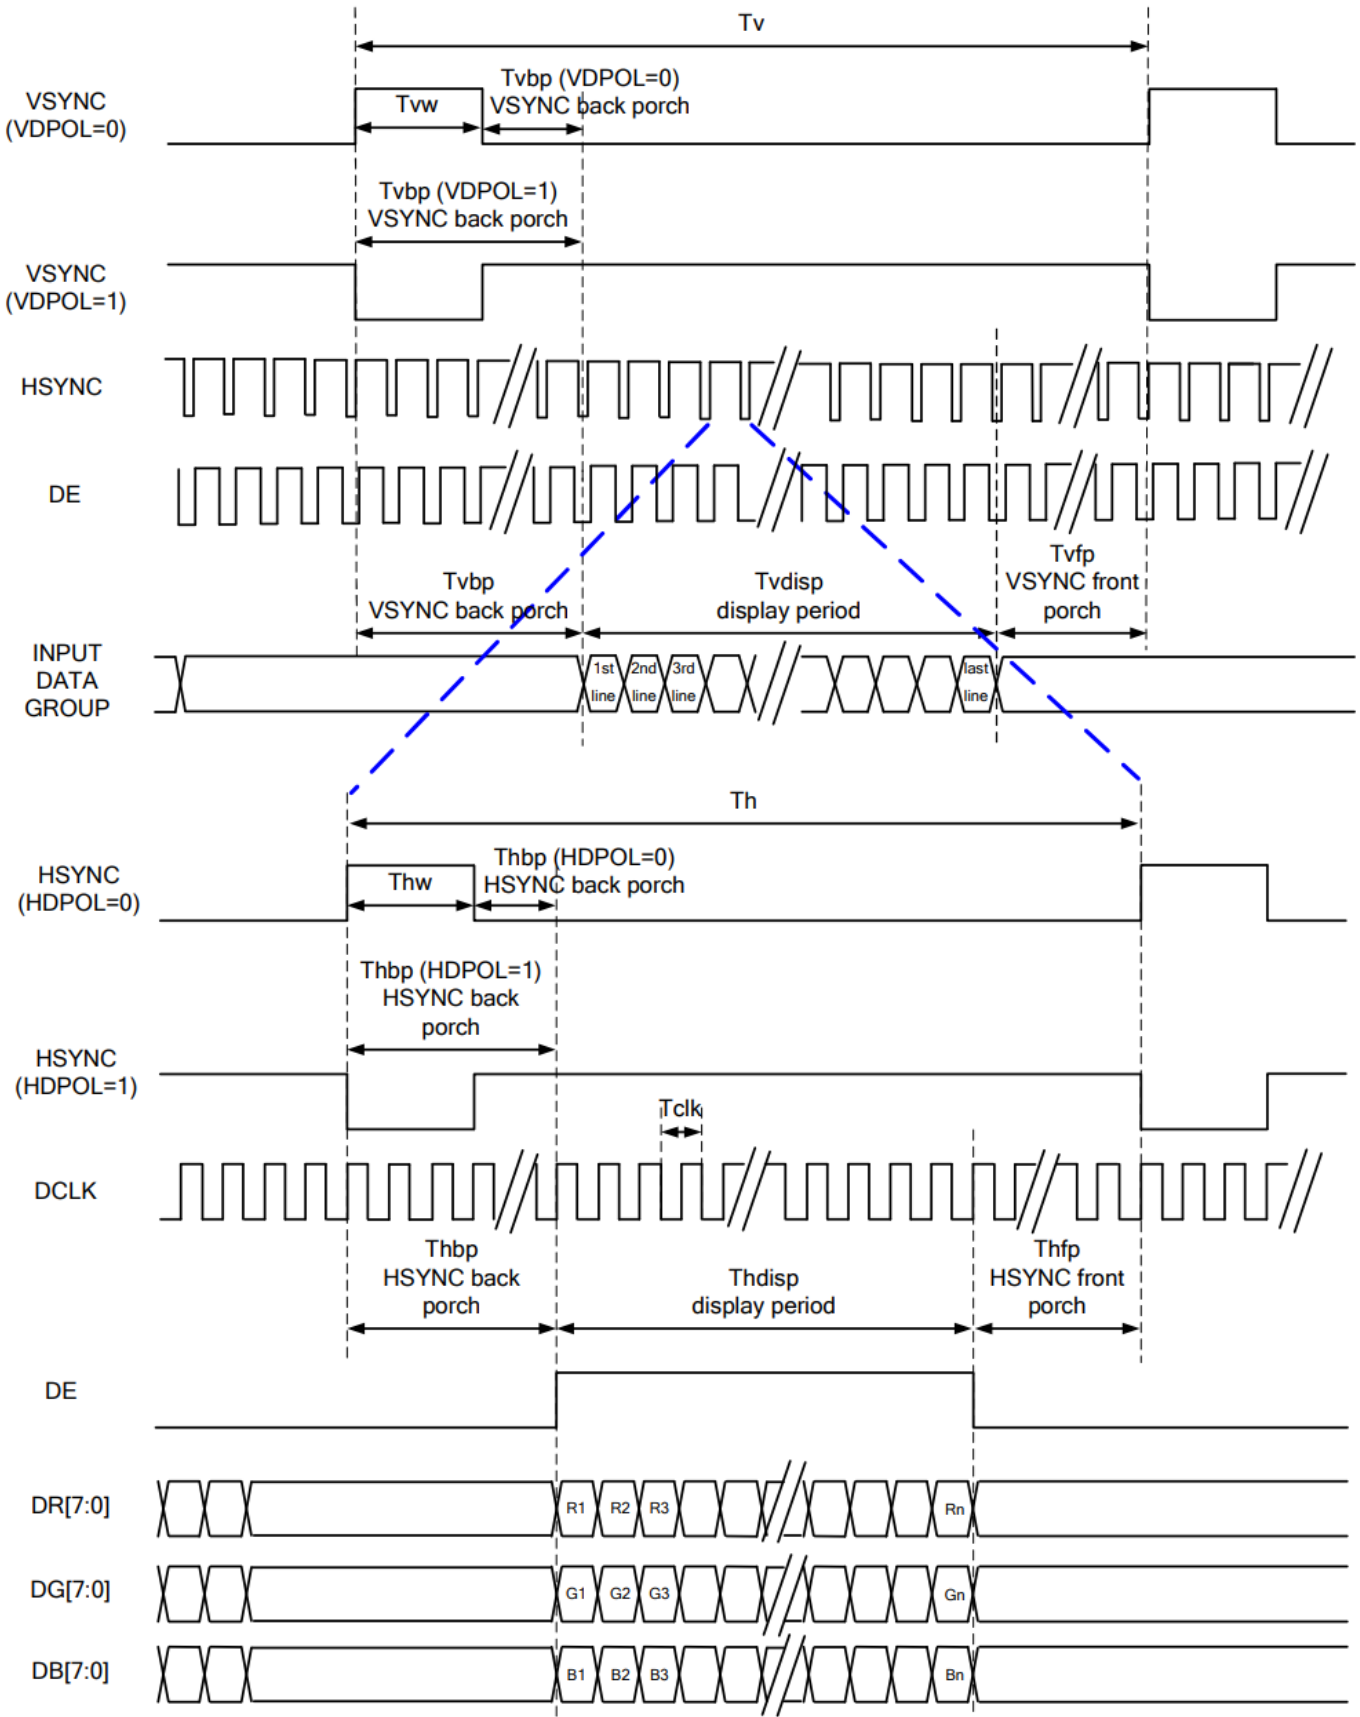 Tv
VSYNC
(VDPOL=0)
Tvw
Tvbp (VDPOL=0)
VSYNC back porch
Tvbp (VDPOL=1)
VSYNC back porch
VSYNC
(VDPOL=1)
HSYNC
DE
Tvbp
VSYNC back porch
Tvdisp
display period
Tvfp
VSYNC front
porch
INPUT
DATA
GROUP
1st
line
2nd
line
3rd
line
last
line
Th
HSYNC
(HDPOL=0)
Thw
Thbp (HDPOL=0)
HSYNC back porch
Thbp (HDPOL=1)
HSYNC back
porch
HSYNC
(HDPOL=1)
Tclk
DCLK
Thbp
HSYNC back
porch
Thdisp
display period
Thfp
HSYNC front
porch
DE
DR[7:0]
R1 R2 R3 Rn
DG[7:0]
G1 G2 G3 Gn
DB[7:0]
B1 B2 B3 Bn